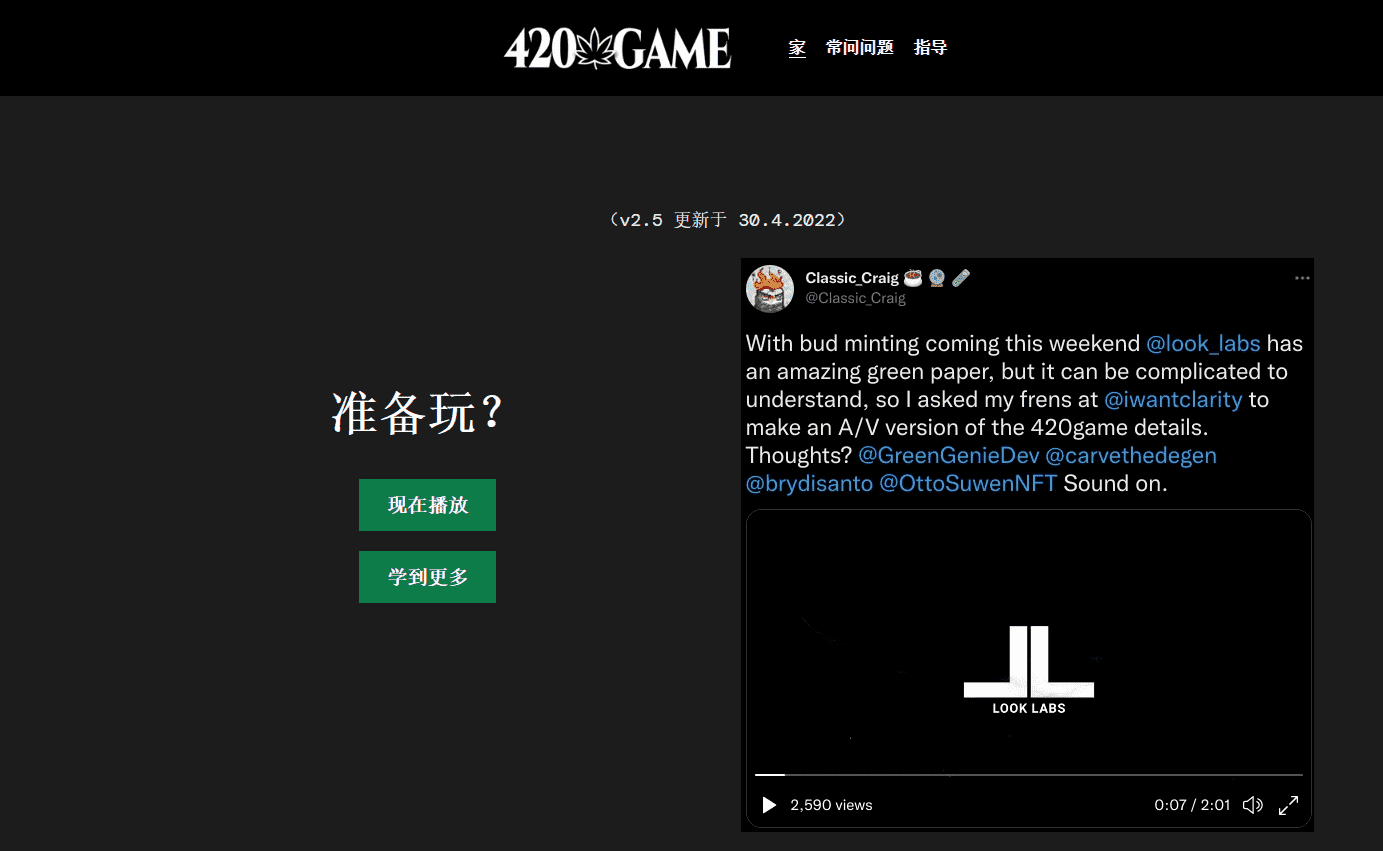 420 GAME
家 常问问题 指导
（v2.5 更新于 30.4.2022）
准备玩？
现在播放
学到更多
Classic_Craig
@Classic_Craig
With bud minting coming this weekend @look_labs has
an amazing green paper, but it can be complicated to
understand, so I asked my frens at @iwantclarity to
make an A/V version of the 420game details.
Thoughts? @GreenGenieDev @carvethedegen
@brydisanto @OttoSuwenNFT Sound on.
LOOK LABS
2,590 views
0:07 / 2:01